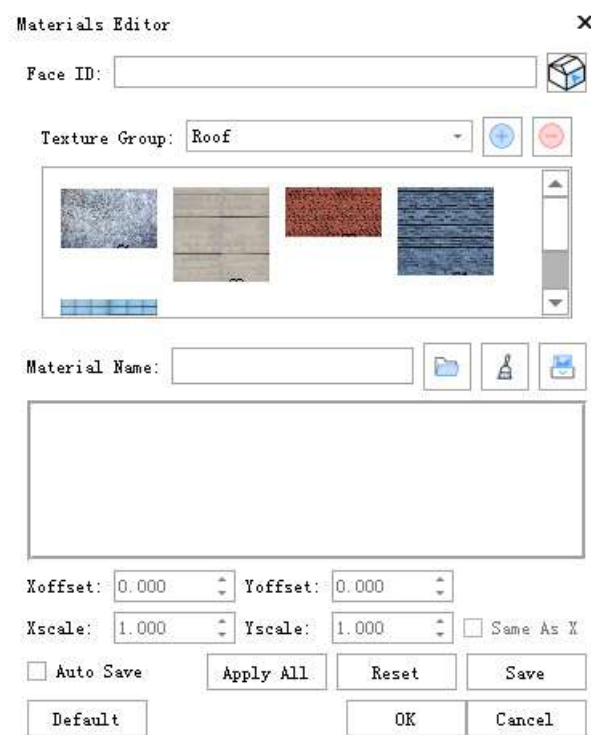 Materials Editor
Face ID:
Texture Group: Roof
Material Name:
Xoffset: 0.000 Yoffset: 0.000
Xscale: 1.000 Yscale: 1.000 Same As X
Auto Save Apply All Reset Save
Default OK Cancel